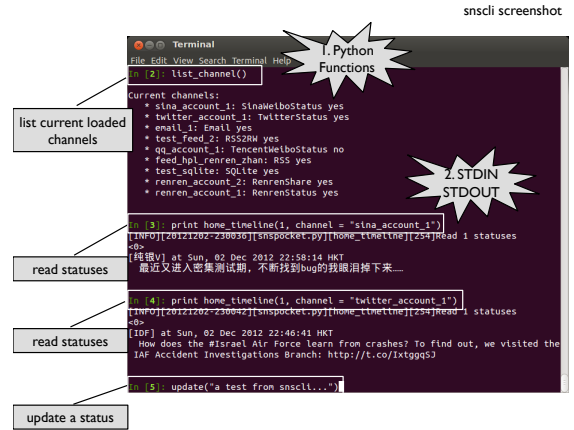 snscli screenshot
Terminal
File Edit View Search Terminal Help
1. Python
Functions
In [2]: list_channel()
list current loaded
channels
Current channels:
* sina_account_1: SinaWeiboStatus yes
* twitter_account_1: TwitterStatus yes
* email_1: Email yes
* test_feed_2: RSS2RW yes
* qq_account_1: TencentWeiboStatus no
* feed_hpl_renren_zhan: RSS yes
* test_sqlite: SQLite yes
* renren_account_2: RenrenShare yes
* renren_account_1: RenrenStatus yes
2. STDIN
STDOUT
In [3]: print home_timeline(1, channel = "sina_account_1")
[INFO][20121202-230036][snspocket.py][home_timeline][254]Read 1 statuses
<0>
[纯银V] at Sun, 02 Dec 2012 22:58:14 HKT
最近又进入密集测试期，不断找到bug的我眼泪掉下来……
read statuses
In [4]: print home_timeline(1, channel = "twitter_account_1")
[INFO][20121202-230042][snspocket.py][home_timeline][254]Read 1 statuses
<0>
[IDF] at Sun, 02 Dec 2012 22:46:41 HKT
How does the #Israel Air Force learn from crashes? To find out, we visited the
IAF Accident Investigations Branch: http://t.co/IxtggqSJ
read statuses
In [5]: update("a test from snscli...")
update a status